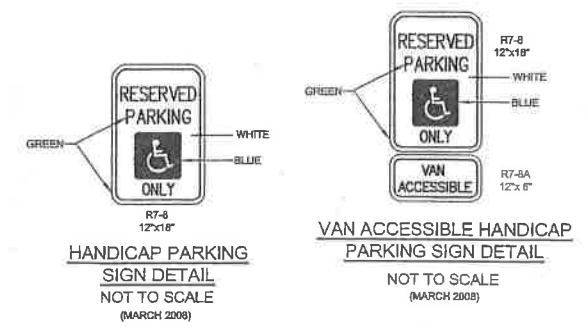 RESERVED
PARKING
ONLY
GREEN
WHITE
BLUE
R7-8
12"x18"
HANDICAP PARKING
SIGN DETAIL
NOT TO SCALE
(MARCH 2008)
RESERVED
PARKING
ONLY
VAN
ACCESSIBLE
R7-8
12"x18"
WHITE
GREEN
BLUE
R7-8A
12"x 6"
VAN ACCESSIBLE HANDICAP
PARKING SIGN DETAIL
NOT TO SCALE
(MARCH 2008)